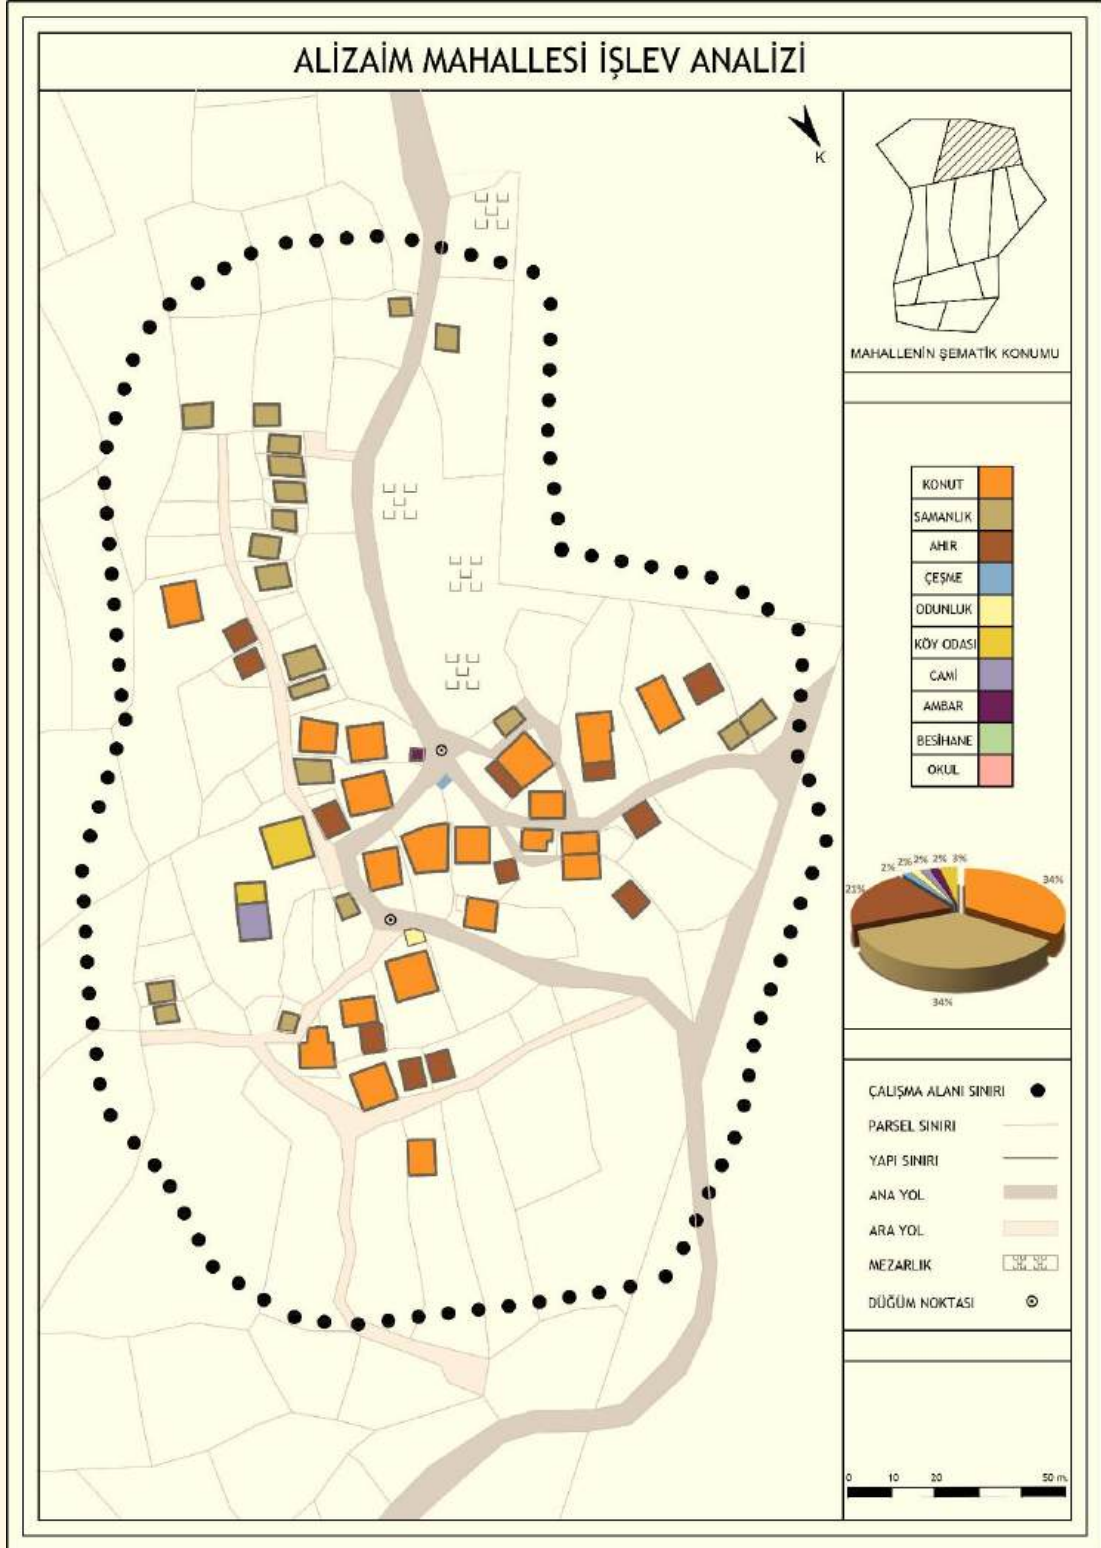 ALİZAİM MAHALLESİ İŞLEV ANALİZİ
K
MAHALLENİN ŞEMATİK KONUMU
KONUT
SAMANLIK
AHIR
ÇEŞME
ODUNLUK
KÖY ODASI
CAMİ
AMBAR
BESİHANE
OKUL
2% 2% 2% 2% 3%
21% 34%
34%
ÇALIŞMA ALANI SINIRI
PARSEL SINIRI
YAPI SINIRI
ANA YOL
ARA YOL
MEZARLIK
DÜĞÜM NOKTASI
0 10 20 50 m.